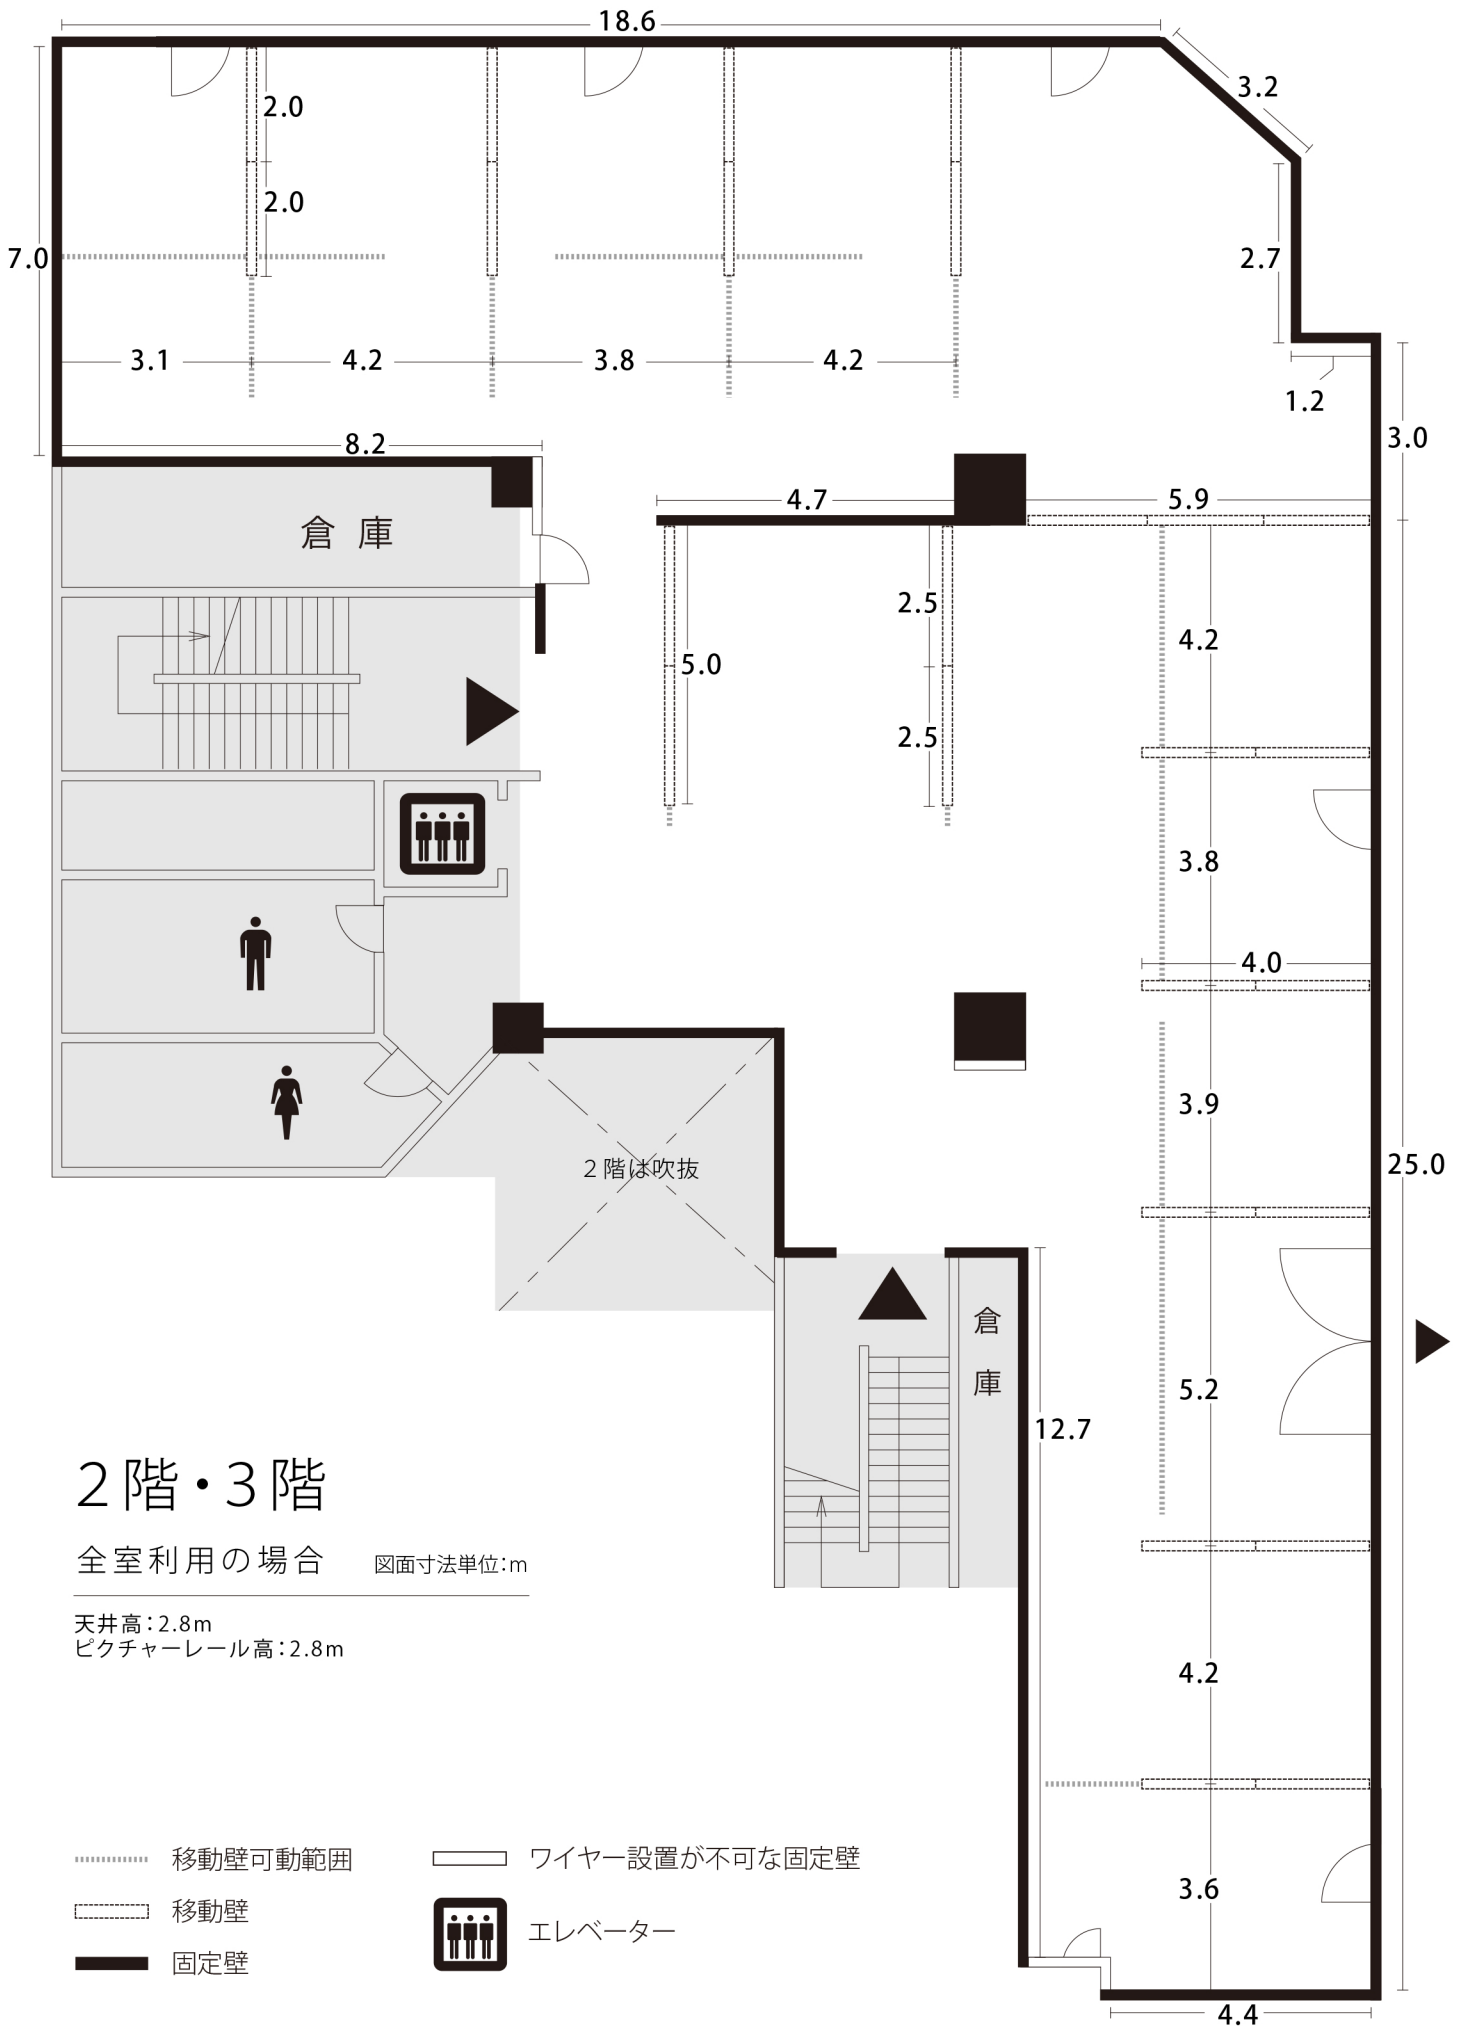 18.6
3.2
2.0
2.0
7.0
2.7
3.1
4.2
3.8
4.2
1.2
3.0
8.2
4.7
5.9
倉庫
2.5
4.2
5.0
2.5
3.8
4.0
3.9
25.0
２階は吹抜
倉庫
5.2
12.7
２階・３階
全室利用の場合
図面寸法単位：m
天井高：2.8m
ピクチャーレール高：2.8m
4.2
移動壁可動範囲
ワイヤー設置が不可な固定壁
3.6
移動壁
エレベーター
固定壁
4.4